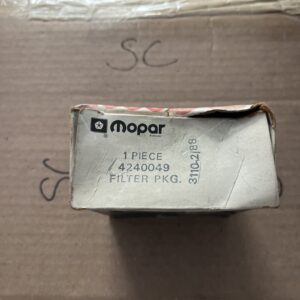 SC
Mopar
1 PIECE
4240049
FILTER PKG.
3110-2/88
SC